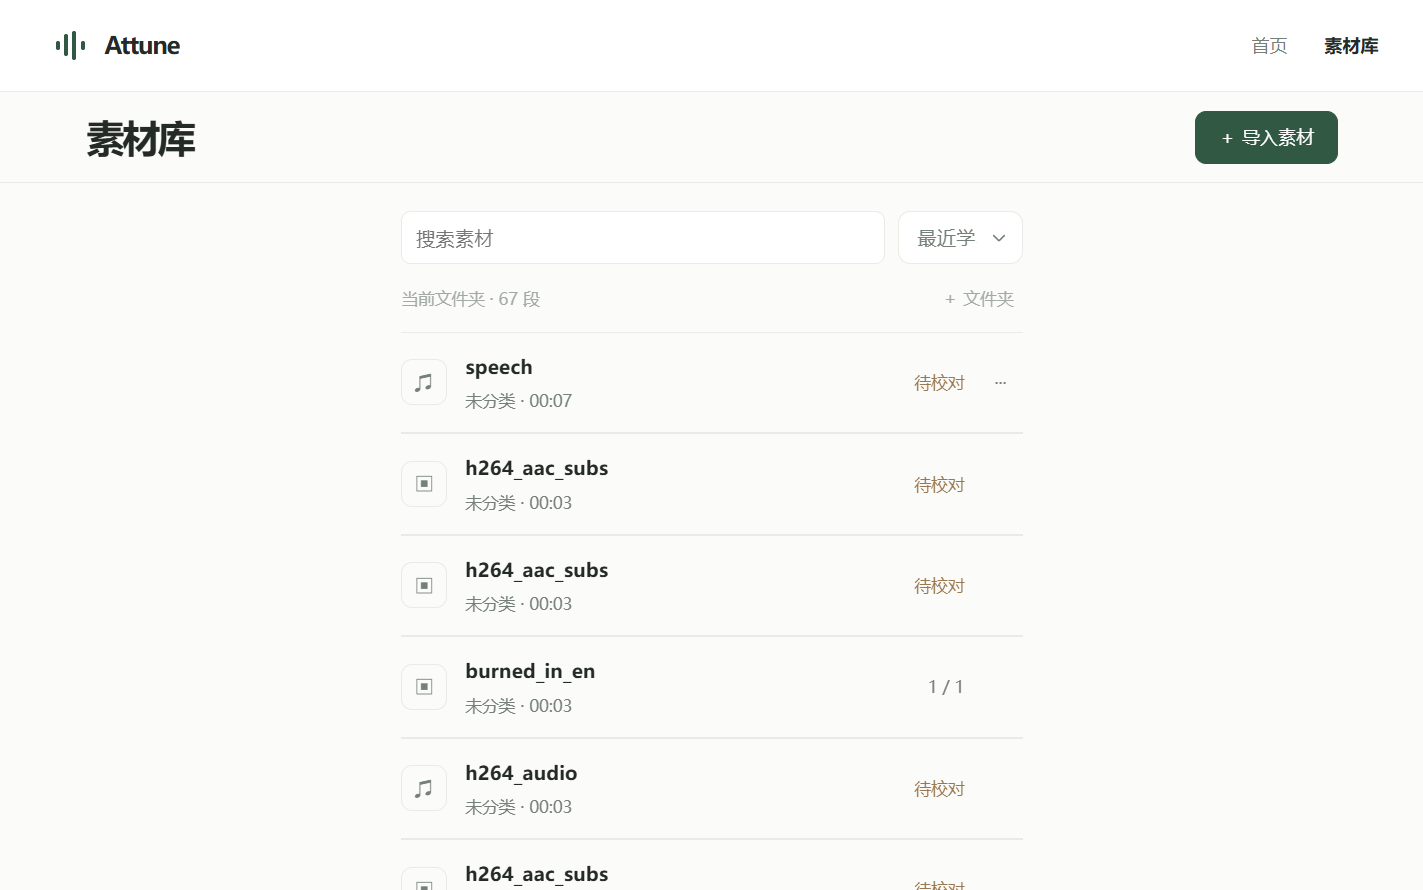 Attune
首页 素材库
素材库
+ 导入素材
搜索素材
最近学
当前文件夹 · 67 段
+ 文件夹
speech
未分类 · 00:07
待校对
···
h264_aac_subs
未分类 · 00:03
待校对
h264_aac_subs
未分类 · 00:03
待校对
burned_in_en
未分类 · 00:03
1 / 1
h264_audio
未分类 · 00:03
待校对
h264_aac_subs
待校对